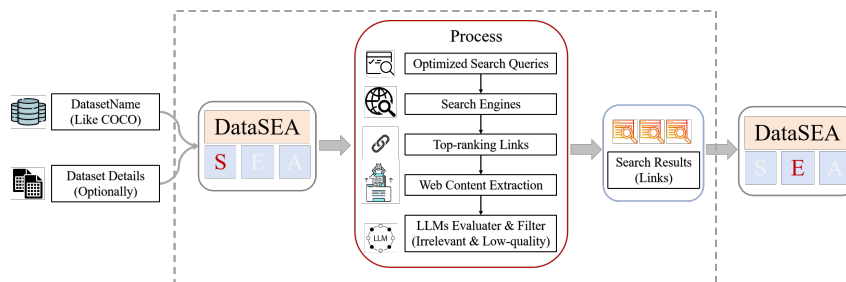 DatasetName
(Like COCO)
Dataset Details
(Optionally)
DataSEA
S E A
Process
Optimized Search Queries
Search Engines
Top-ranking Links
Web Content Extraction
LLMs Evaluater & Filter
(Irrelevant & Low-quality)
LLM
Search Results
(Links)
DataSEA
S E A